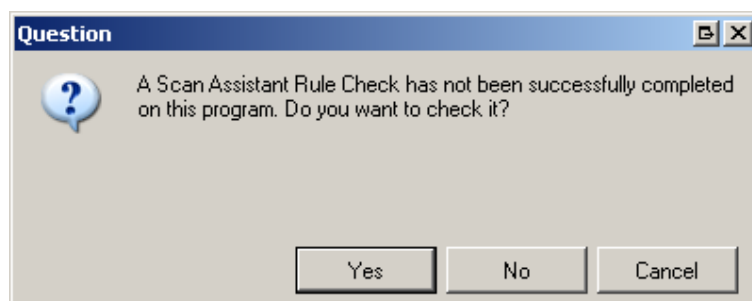 Question
A Scan Assistant Rule Check has not been successfully completed
on this program. Do you want to check it?
Yes
No
Cancel